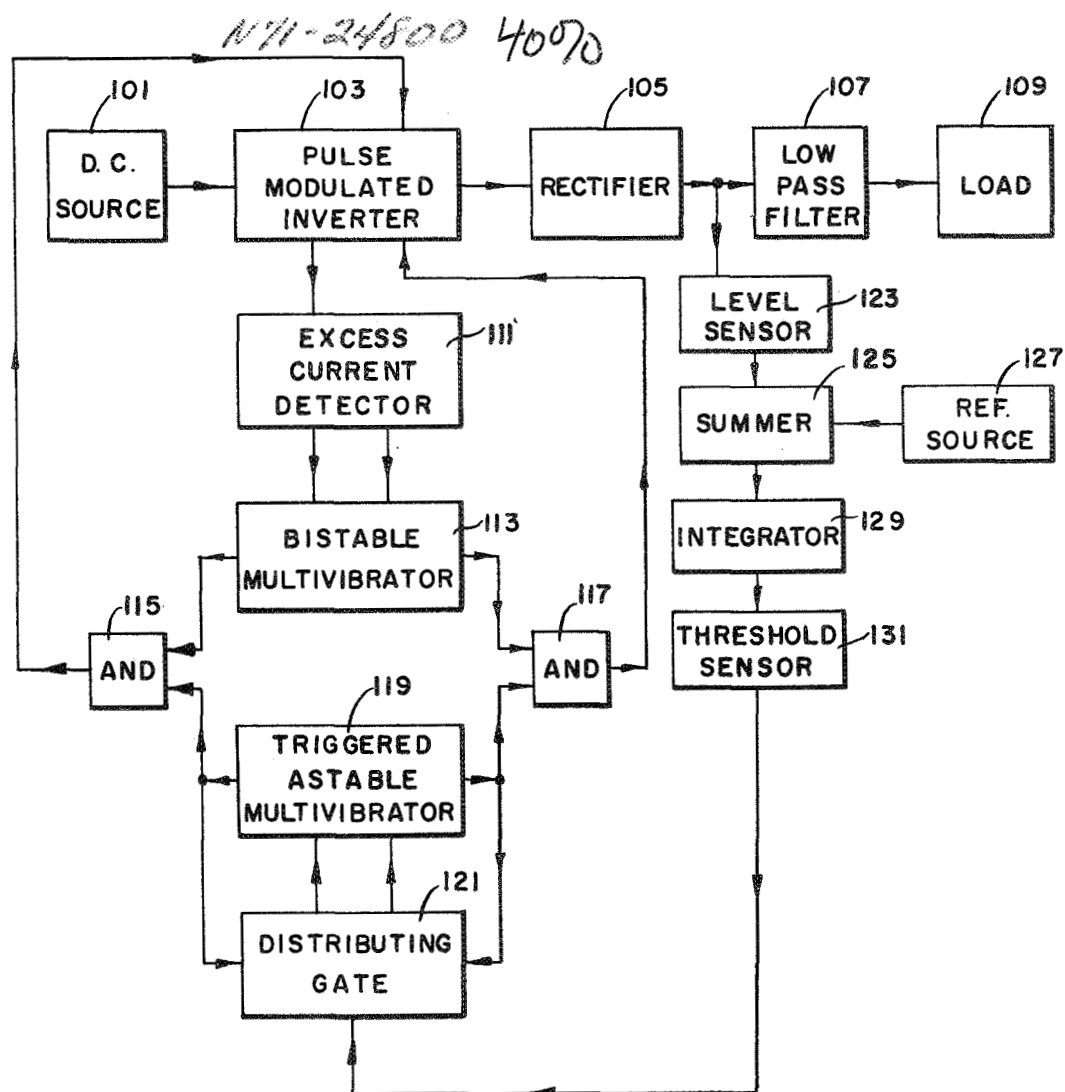 N71-24800 40%
101
103
105
107
109
D. C.
SOURCE
PULSE
MODULATED
INVERTER
RECTIFIER
LOW
PASS
FILTER
LOAD
LEVEL
SENSOR
123
EXCESS
CURRENT
DETECTOR
111
SUMMER
125
REF.
SOURCE
127
BISTABLE
MULTIVIBRATOR
113
INTEGRATOR
129
115
AND
117
AND
THRESHOLD
SENSOR
131
119
TRIGGERED
ASTABLE
MULTIVIBRATOR
121
DISTRIBUTING
GATE